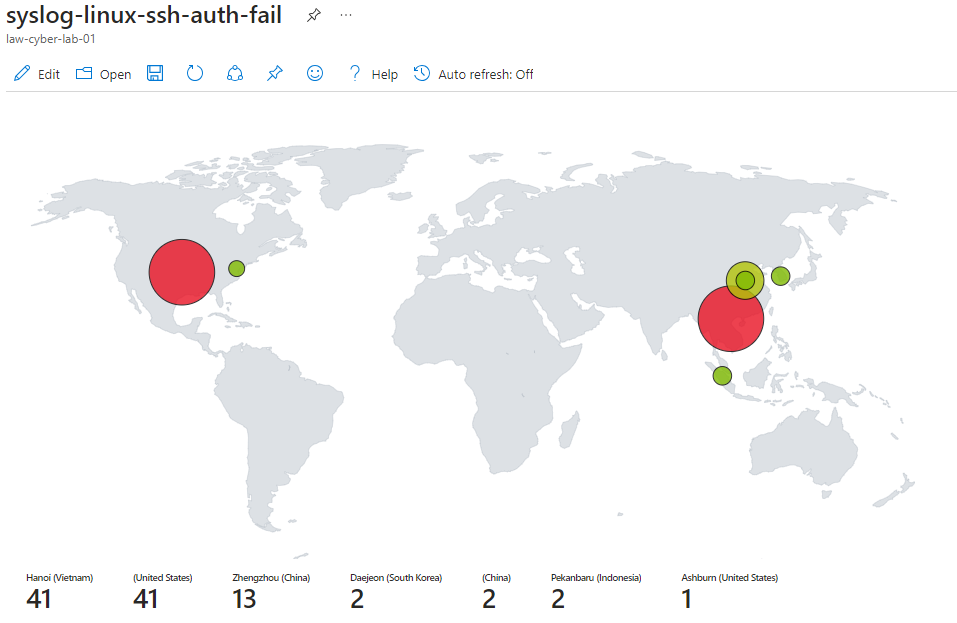 syslog-linux-ssh-auth-fail
law-cyber-lab-01
Edit Open Help Auto refresh: Off
Hanoi (Vietnam) (United States) Zhengzhou (China) Daejeon (South Korea) (China) Pekanbaru (Indonesia) Ashburn (United States)
41 41 13 2 2 2 1